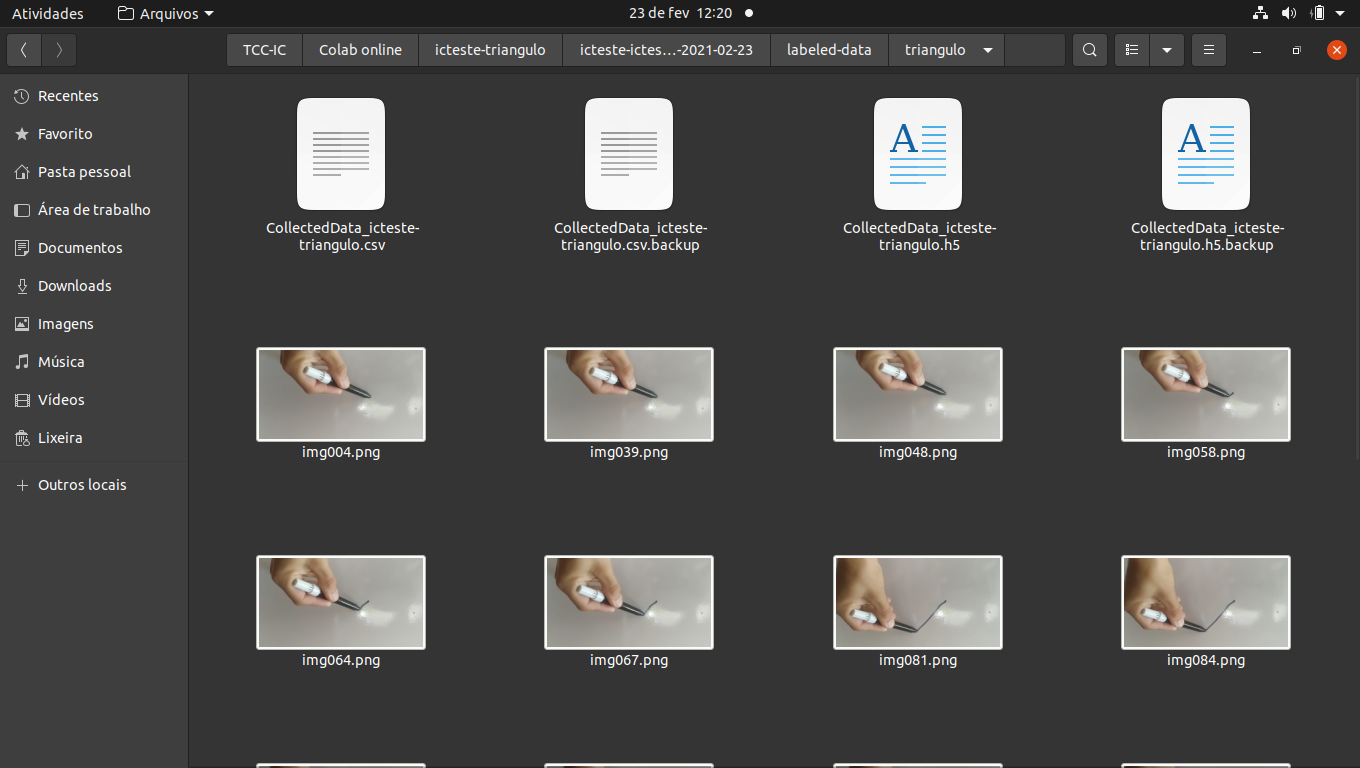 Atividades
Arquivos
23 de fev 12:20
TCC-IC
Colab online
icteste-triangulo
icteste-ictes…-2021-02-23
labeled-data
triangulo
Recentes
Favorito
Pasta pessoal
Área de trabalho
Documentos
Downloads
Imagens
Música
Vídeos
Lixeira
Outros locais
CollectedData_icteste-
triangulo.csv
CollectedData_icteste-
triangulo.csv.backup
CollectedData_icteste-
triangulo.h5
CollectedData_icteste-
triangulo.h5.backup
img004.png
img039.png
img048.png
img058.png
img064.png
img067.png
img081.png
img084.png